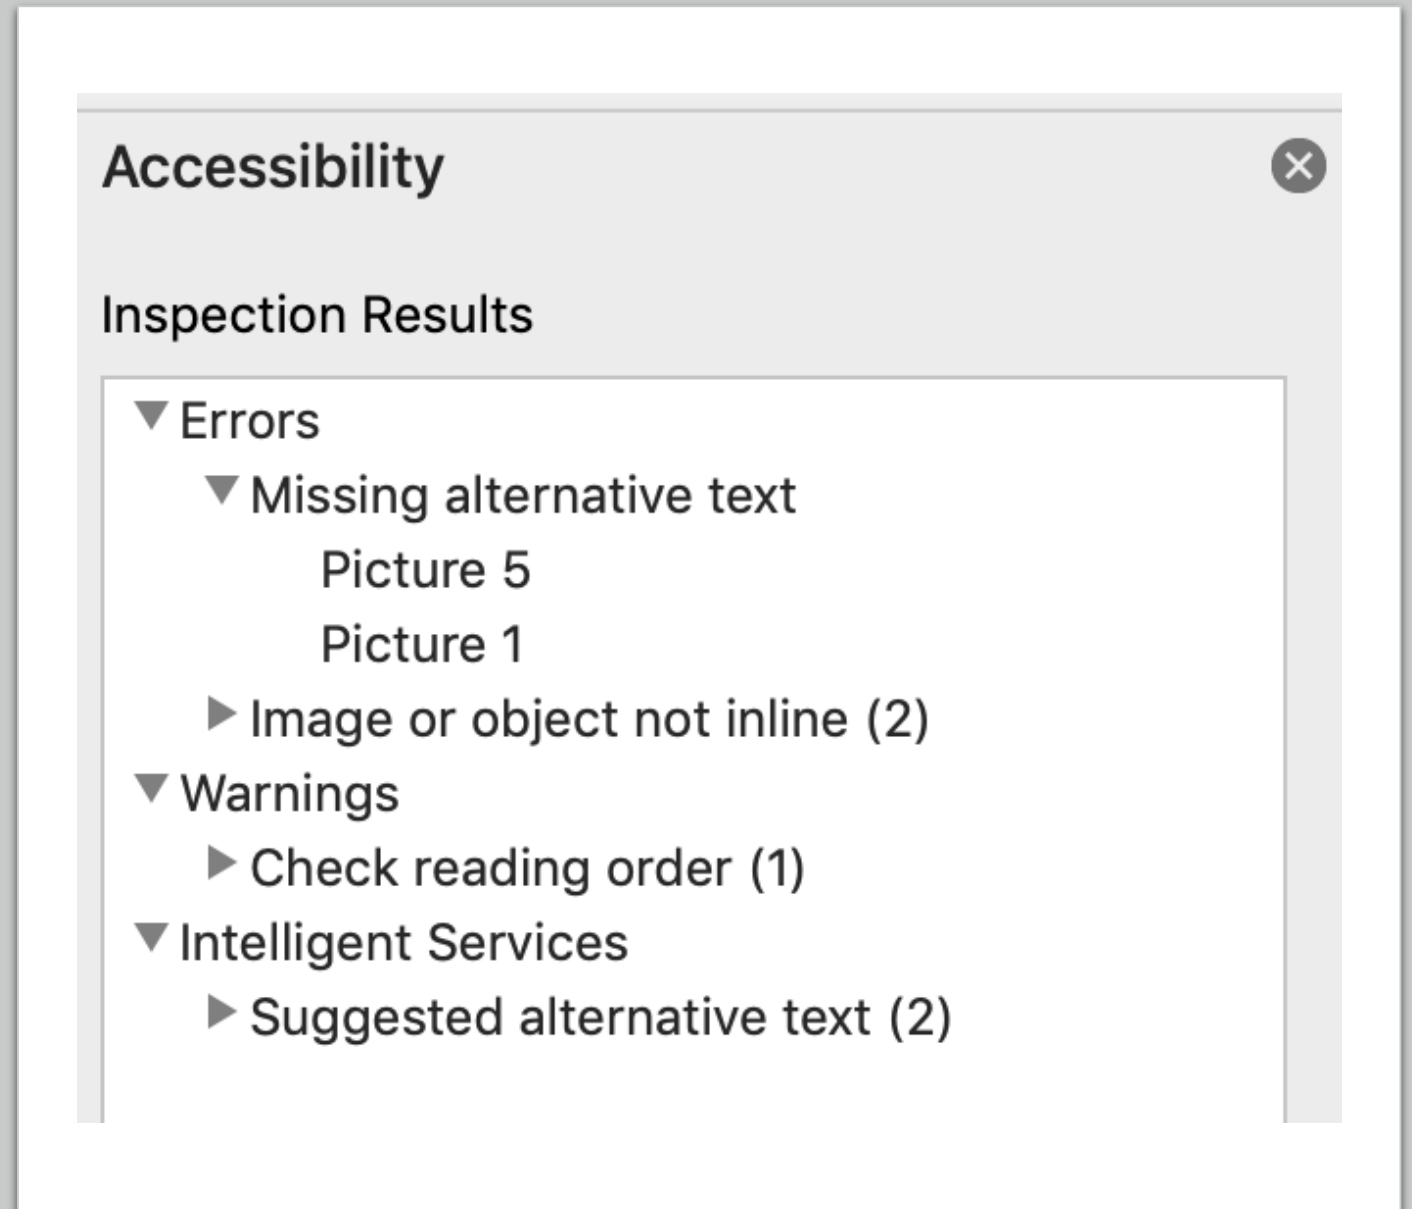 Accessibility
Inspection Results
Errors
Missing alternative text
Picture 5
Picture 1
Image or object not inline (2)
Warnings
Check reading order (1)
Intelligent Services
Suggested alternative text (2)